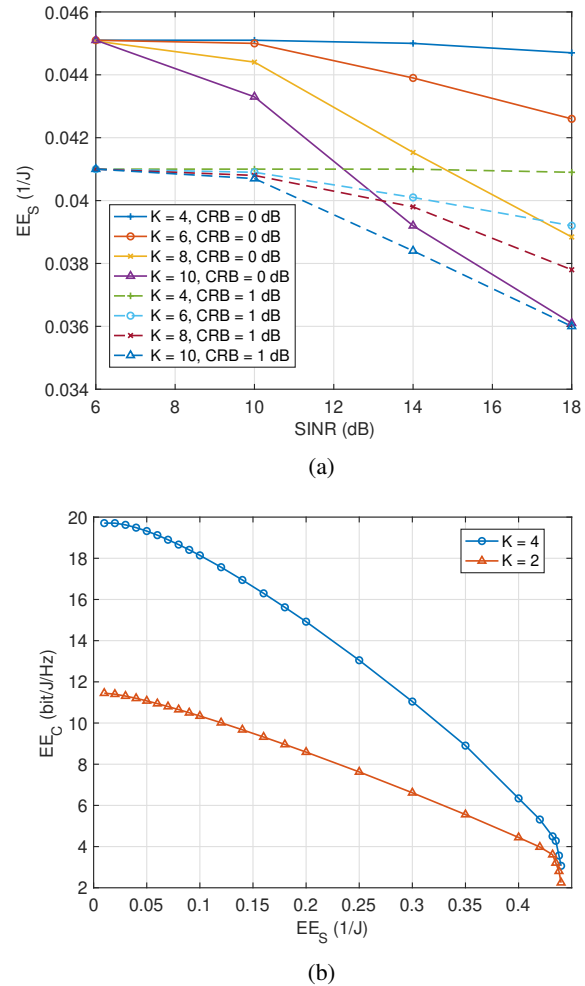 0.046
0.044
0.042
0.04
0.038
0.036
0.034
EE_S (1/J)
K = 4, CRB = 0 dB
K = 6, CRB = 0 dB
K = 8, CRB = 0 dB
K = 10, CRB = 0 dB
K = 4, CRB = 1 dB
K = 6, CRB = 1 dB
K = 8, CRB = 1 dB
K = 10, CRB = 1 dB
6 8 10 12 14 16 18
SINR (dB)
(a)
20
18
16
14
12
10
8
6
4
2
EE_C (bit/J/Hz)
K = 4
K = 2
0 0.05 0.1 0.15 0.2 0.25 0.3 0.35 0.4
EE_S (1/J)
(b)